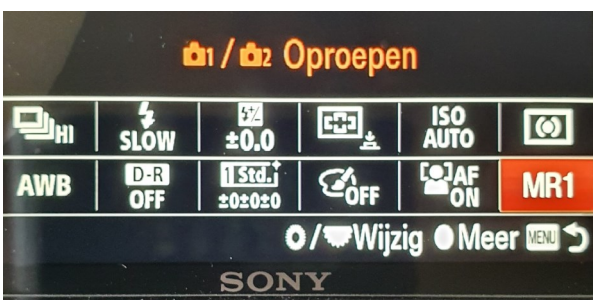 1 / 2 Oproepen
HI SLOW ±0.0 ISO AUTO
AWB D-R OFF 1 Std. ±0±0±0 OFF AF ON MR1
/ Wijzig Meer MENU
SONY